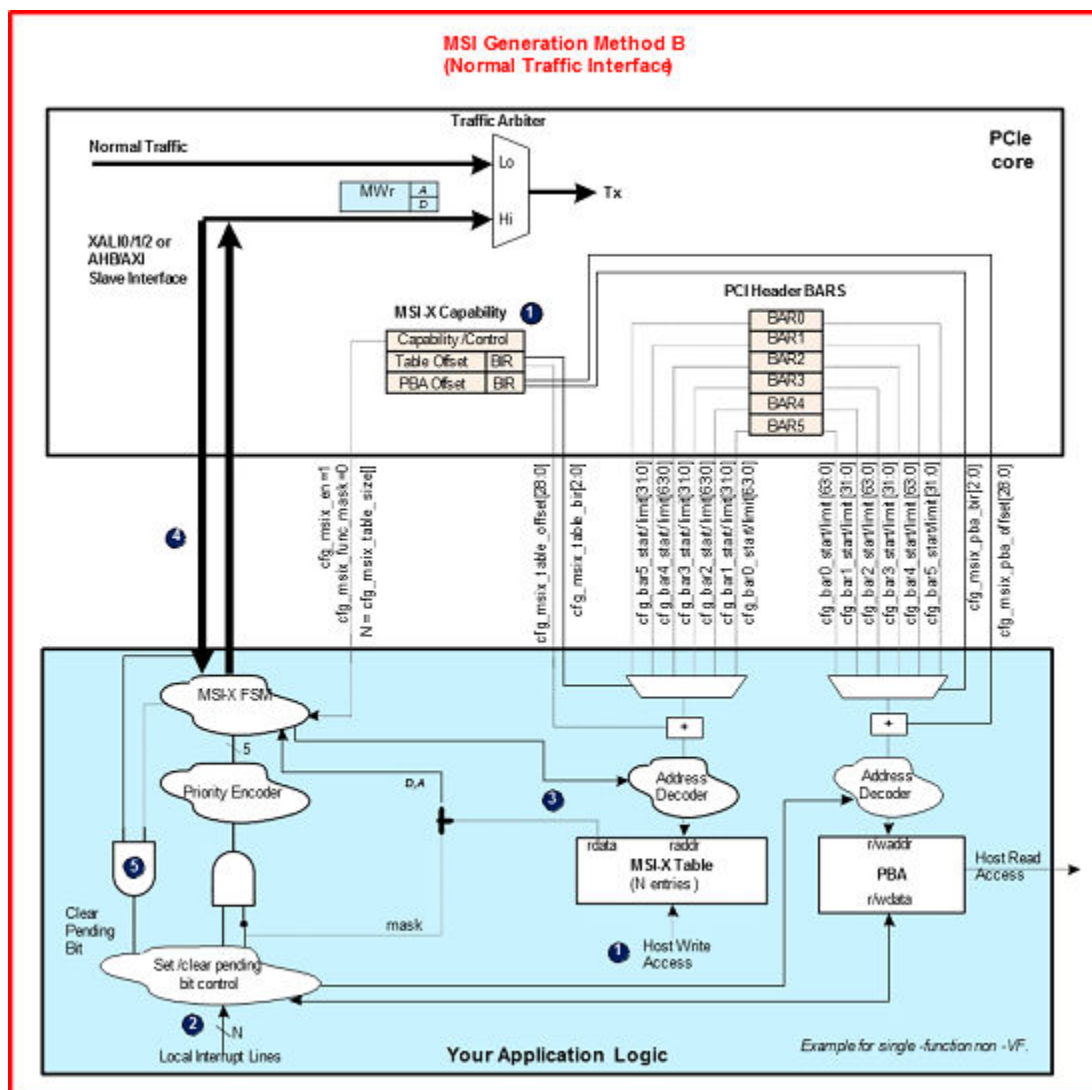 MSI Generation Method B
(Normal Traffic Interface)
Traffic Arbiter
PCIe
core
Normal Traffic
Lo
MWr
A
D
Tx
Hi
XALI0/1/2 or
AHB/AXI
Slave Interface
PCI Header BARS
MSI-X Capability
1
BAR0
Capability /Control
BAR1
Table Offset
BIR
BAR2
PBA Offset
BIR
BAR3
BAR4
BAR5
4
cfg_msix_en =1
cfg_msix_func_mask=0
N = cfg_msix_table_size[]
cfg_msix_table_offset[28:0]
cfg_msix_table_bir[2:0]
cfg_bar5_start/limit[31:0]
cfg_bar4_start/limit[63:0]
cfg_bar3_start/limit[31:0]
cfg_bar2_start/limit[63:0]
cfg_bar1_start/limit[31:0]
cfg_bar0_start/limit[63:0]
cfg_bar0_start/limit [63:0]
cfg_bar1_start/limit [31:0]
cfg_bar2_start/limit [63:0]
cfg_bar3_start/limit [31:0]
cfg_bar4_start/limit [63:0]
cfg_bar5_start/limit [31:0]
cfg_msix_pba_bir[2:0]
cfg_msix_pba_offset[28:0]
MSI-X FSM
+
+
5
Priority Encoder
D,A
3
Address
Decoder
Address
Decoder
5
rdata
raddr
MSI-X Table
(N entries )
r/waddr
PBA
r/wdata
Host Read
Access
Clear
Pending
Bit
mask
1
Host Write
Access
Set /clear pending
bit control
2
N
Local Interrupt Lines
Your Application Logic
Example for single -function non -VF.